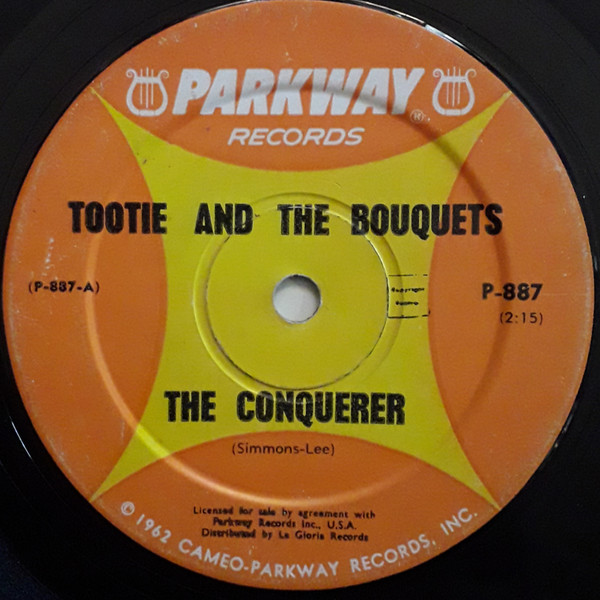 PARKWAY®
RECORDS
TOOTIE AND THE BOUQUETS
(P-887-A)
P-887
(2:15)
THE CONQUERER
(Simmons-Lee)
Licensed for sale by agreement with
Parkway Records Inc., U.S.A.
Distributed by La Gloria Records
© 1962 CAMEO-PARKWAY RECORDS, INC.